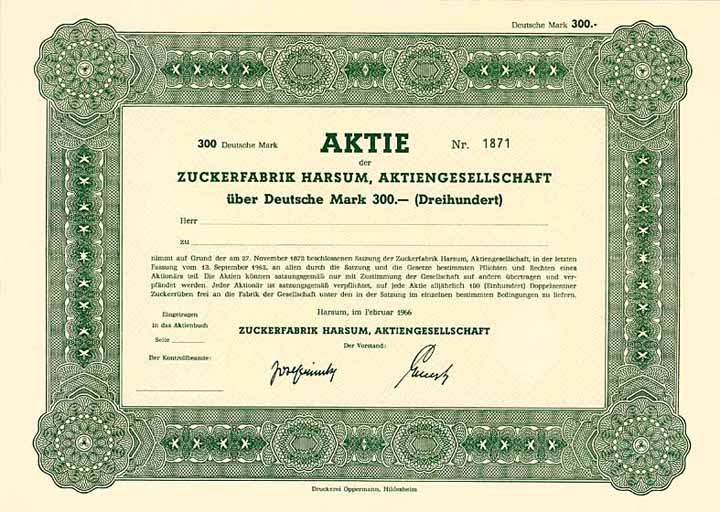 Deutsche Mark 300.-
300 Deutsche Mark AKTIE Nr. 1871
der
ZUCKERFABRIK HARSUM, AKTIENGESELLSCHAFT
über Deutsche Mark 300.— (Dreihundert)
Herr
zu
nimmt auf Grund der am 27. November 1872 beschlossenen Satzung der Zuckerfabrik Harsum, Aktiengesellschaft, in der letzten
Fassung vom 13. September 1962, an allen durch die Satzung und die Gesetze bestimmten Pflichten und Rechten eines
Aktionärs teil. Die Aktien können satzungsgemäß nur mit Zustimmung der Gesellschaft auf andere übertragen und ver-
pfändet werden. Jeder Aktionär ist satzungsgemäß verpflichtet, auf jede Aktie alljährlich 100 (Einhundert) Doppelzentner
Zuckerrüben frei an die Fabrik der Gesellschaft unter den in der Satzung im einzelnen bestimmten Bedingungen zu liefern.
Harsum, im Februar 1966
Eingetragen
in das Aktienbuch
Seite
Der Kontrollbeamte:
ZUCKERFABRIK HARSUM, AKTIENGESELLSCHAFT
Der Vorstand:
Druckerei Oppermann, Hildesheim